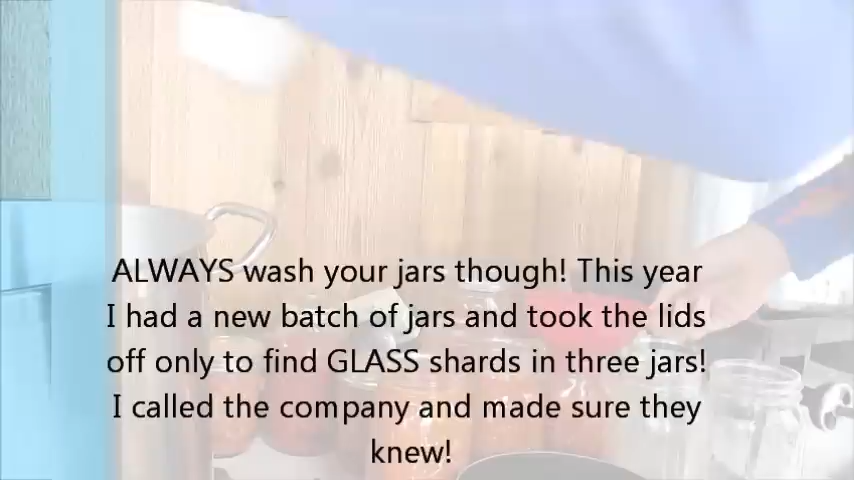 ALWAYS wash your jars though! This year
I had a new batch of jars and took the lids
off only to find GLASS shards in three jars!
I called the company and made sure they
knew!